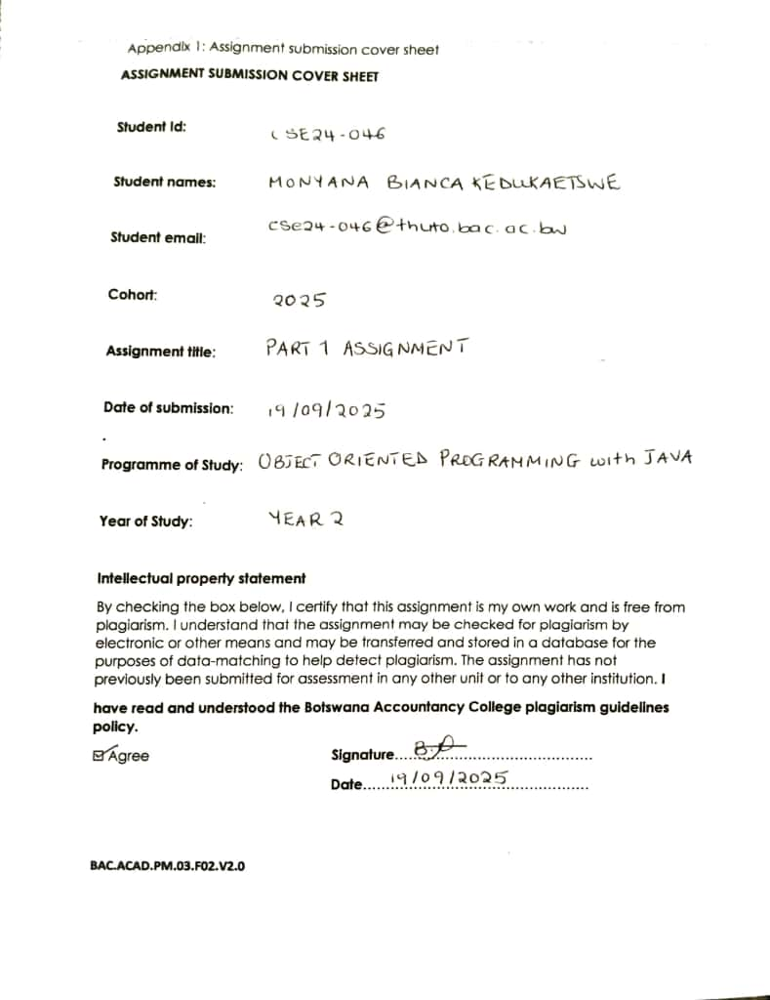 Appendix 1: Assignment submission cover sheet
ASSIGNMENT SUBMISSION COVER SHEET
Student Id: CSE24-046
Student names: MONYANA BIANCA KEDUKAETSWE
Student email: cse24-046@thuto.bac.ac.bw
Cohort: 2025
Assignment title: PART 1 ASSIGNMENT
Date of submission: 19/09/2025
Programme of Study: OBJECT ORIENTED PROGRAMMING with JAVA
Year of Study: YEAR 2
Intellectual property statement
By checking the box below, I certify that this assignment is my own work and is free from
plagiarism. I understand that the assignment may be checked for plagiarism by
electronic or other means and may be transferred and stored in a database for the
purposes of data-matching to help detect plagiarism. The assignment has not
previously been submitted for assessment in any other unit or to any other institution. I
have read and understood the Botswana Accountancy College plagiarism guidelines
policy.
Agree Signature....
Date...... 19/09/2025
BAC.ACAD.PM.03.F02.V2.0